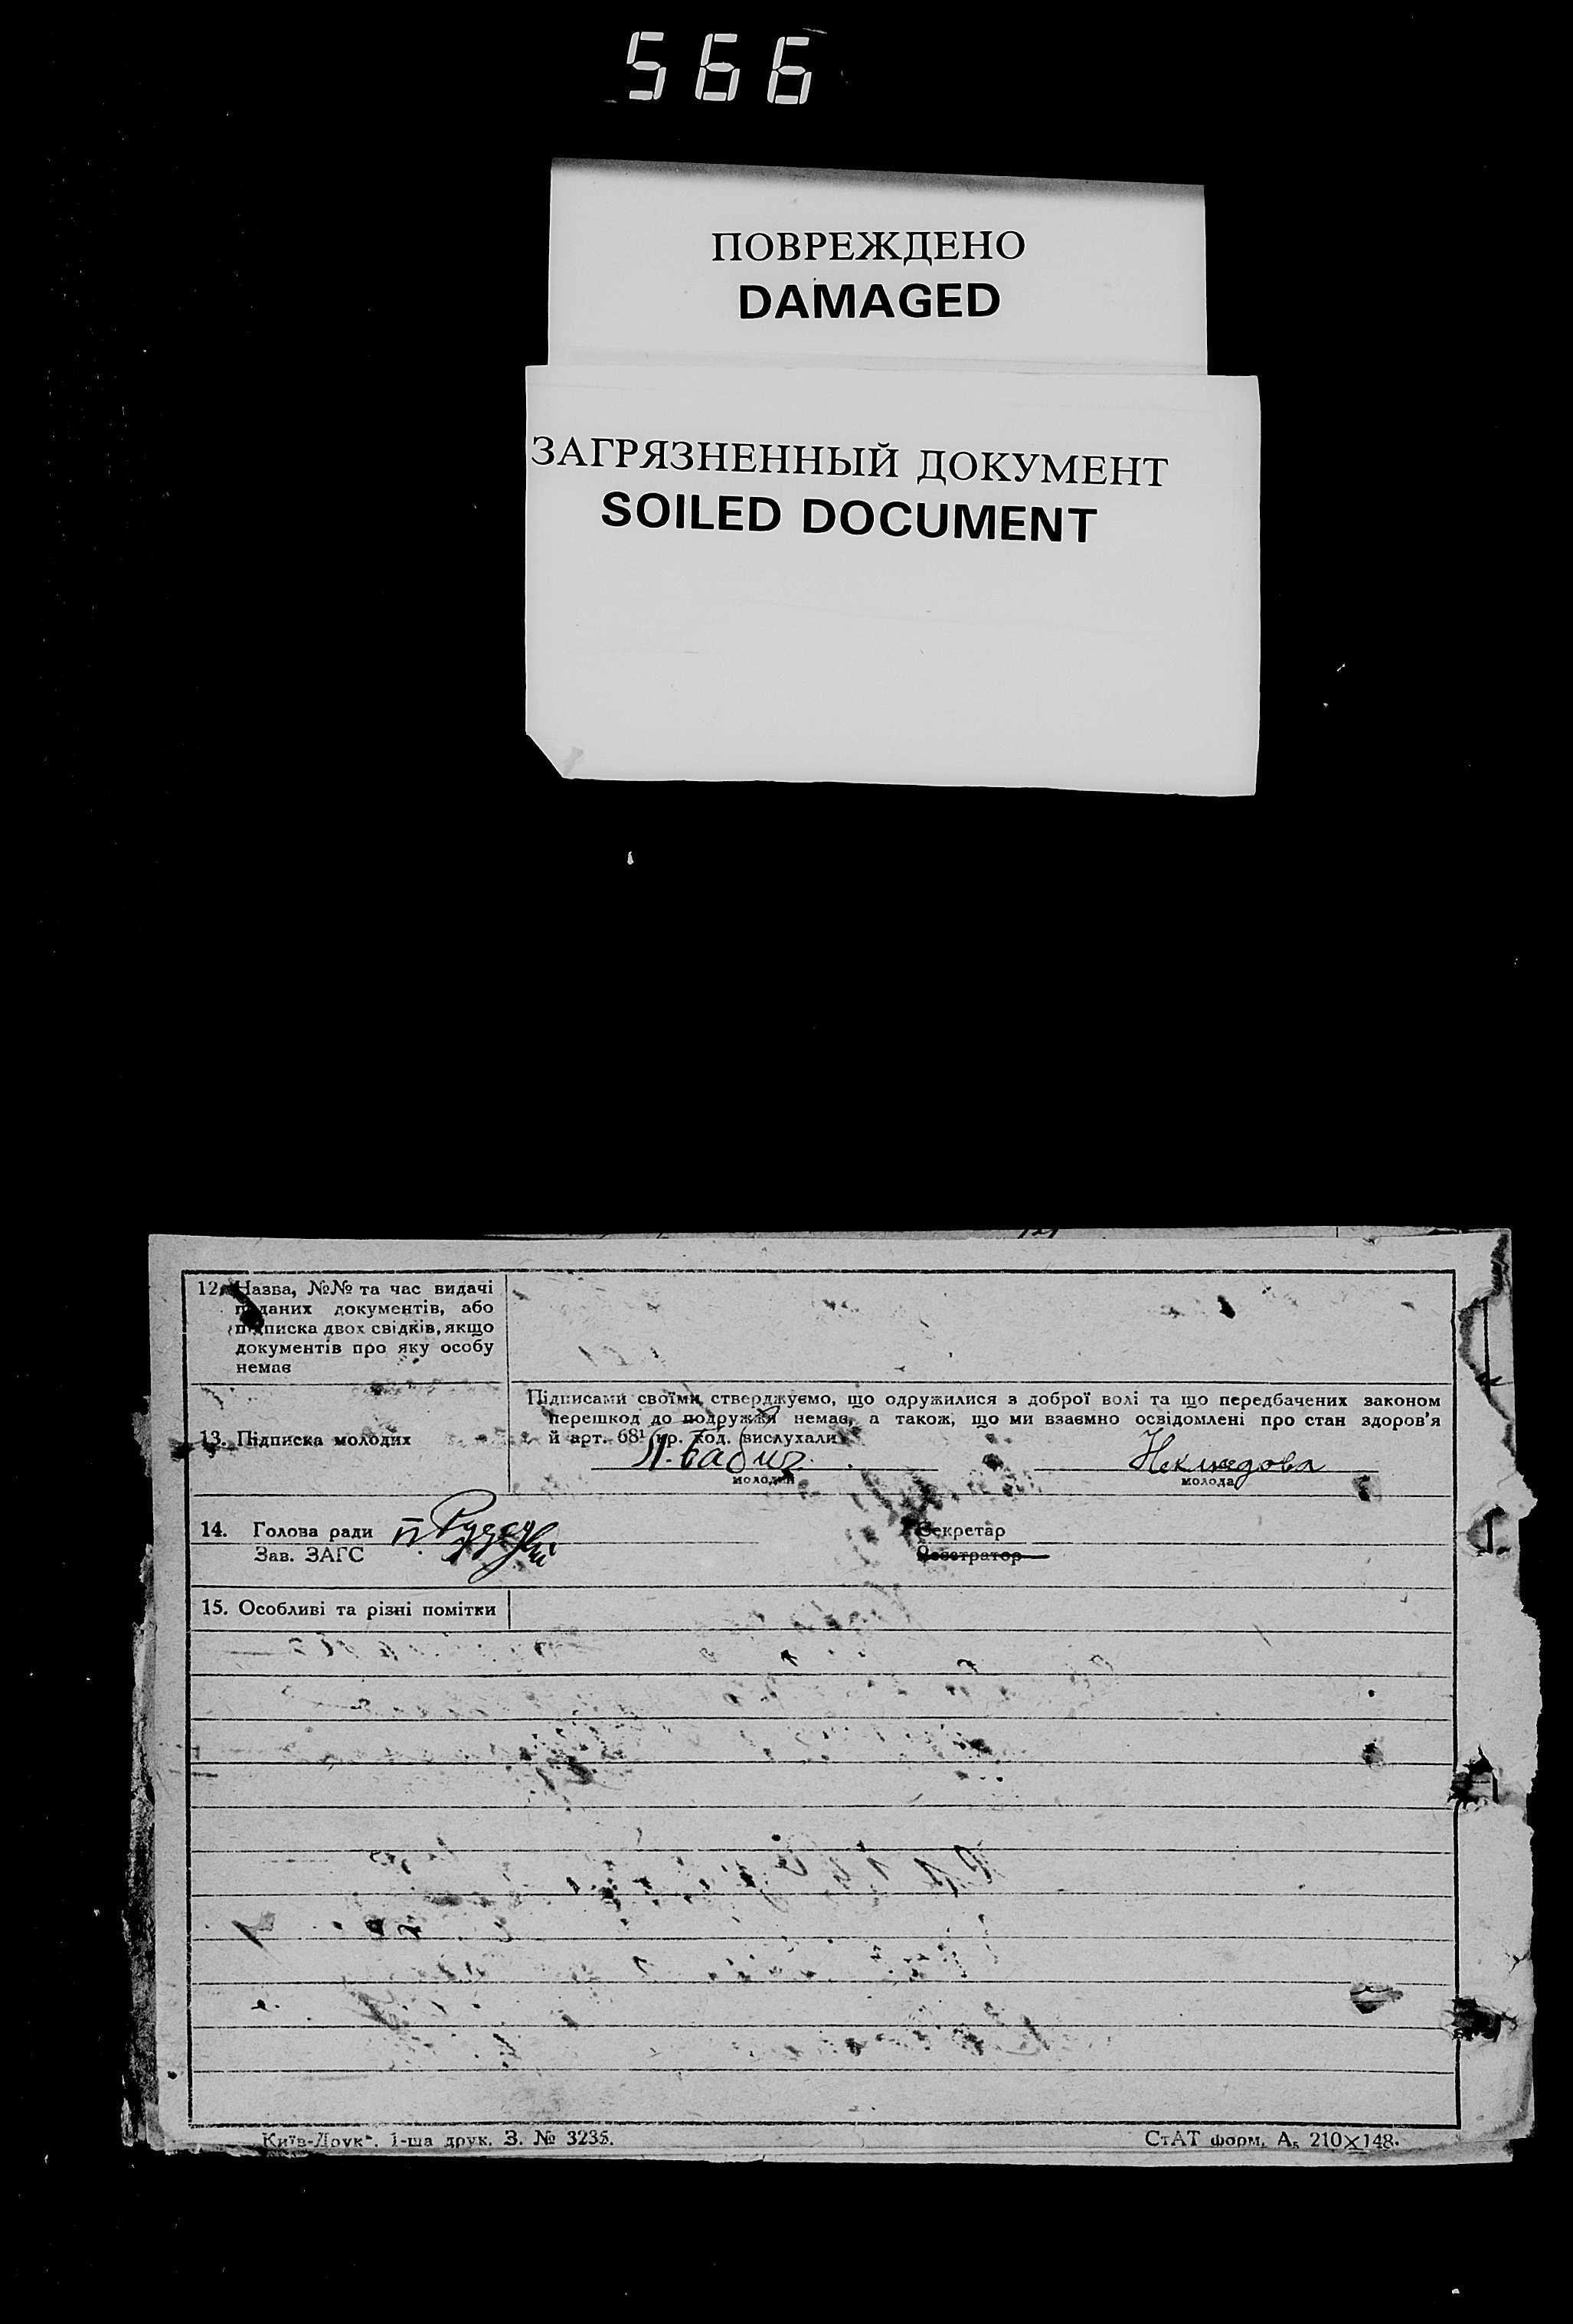 566
ПОВРЕЖДЕНО
DAMAGED
ЗАГРЯЗНЕННЫЙ ДОКУМЕНТ
SOILED DOCUMENT
12. Назва, №№ та час видачі
поданих документів, або
підписка двох свідків, якщо
документів про яку особу
немає
Підписами своїми стверджуємо, що одружилися з доброї волі та що передбачених законом
перешкод до подружжя немає, а також, що ми взаємно освідомлені про стан здоров'я
13. Підписка молодих
й арт. 68¹ кр. код. вислухали
Я. Бабич
молодий
молода
14. Голова ради
Секретар
Зав. ЗАГС
Реєстратор
15. Особливі та різні помітки
Київ-Друк". 1-ша друк. З. № 3235.
СтАТ форм. А₅ 210×148.